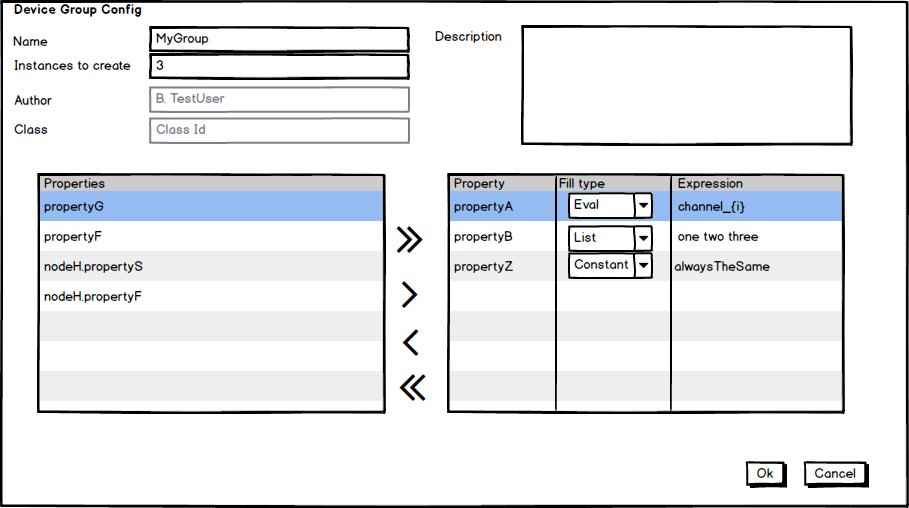 Device Group Config
Name MyGroup
Description
Instances to create 3
Author B. TestUser
Class Class Id
Properties
propertyG
propertyF
nodeH.propertyS
nodeH.propertyF
Property Fill type Expression
propertyA Eval channel_{i}
propertyB List one two three
propertyZ Constant alwaysTheSame
Ok Cancel